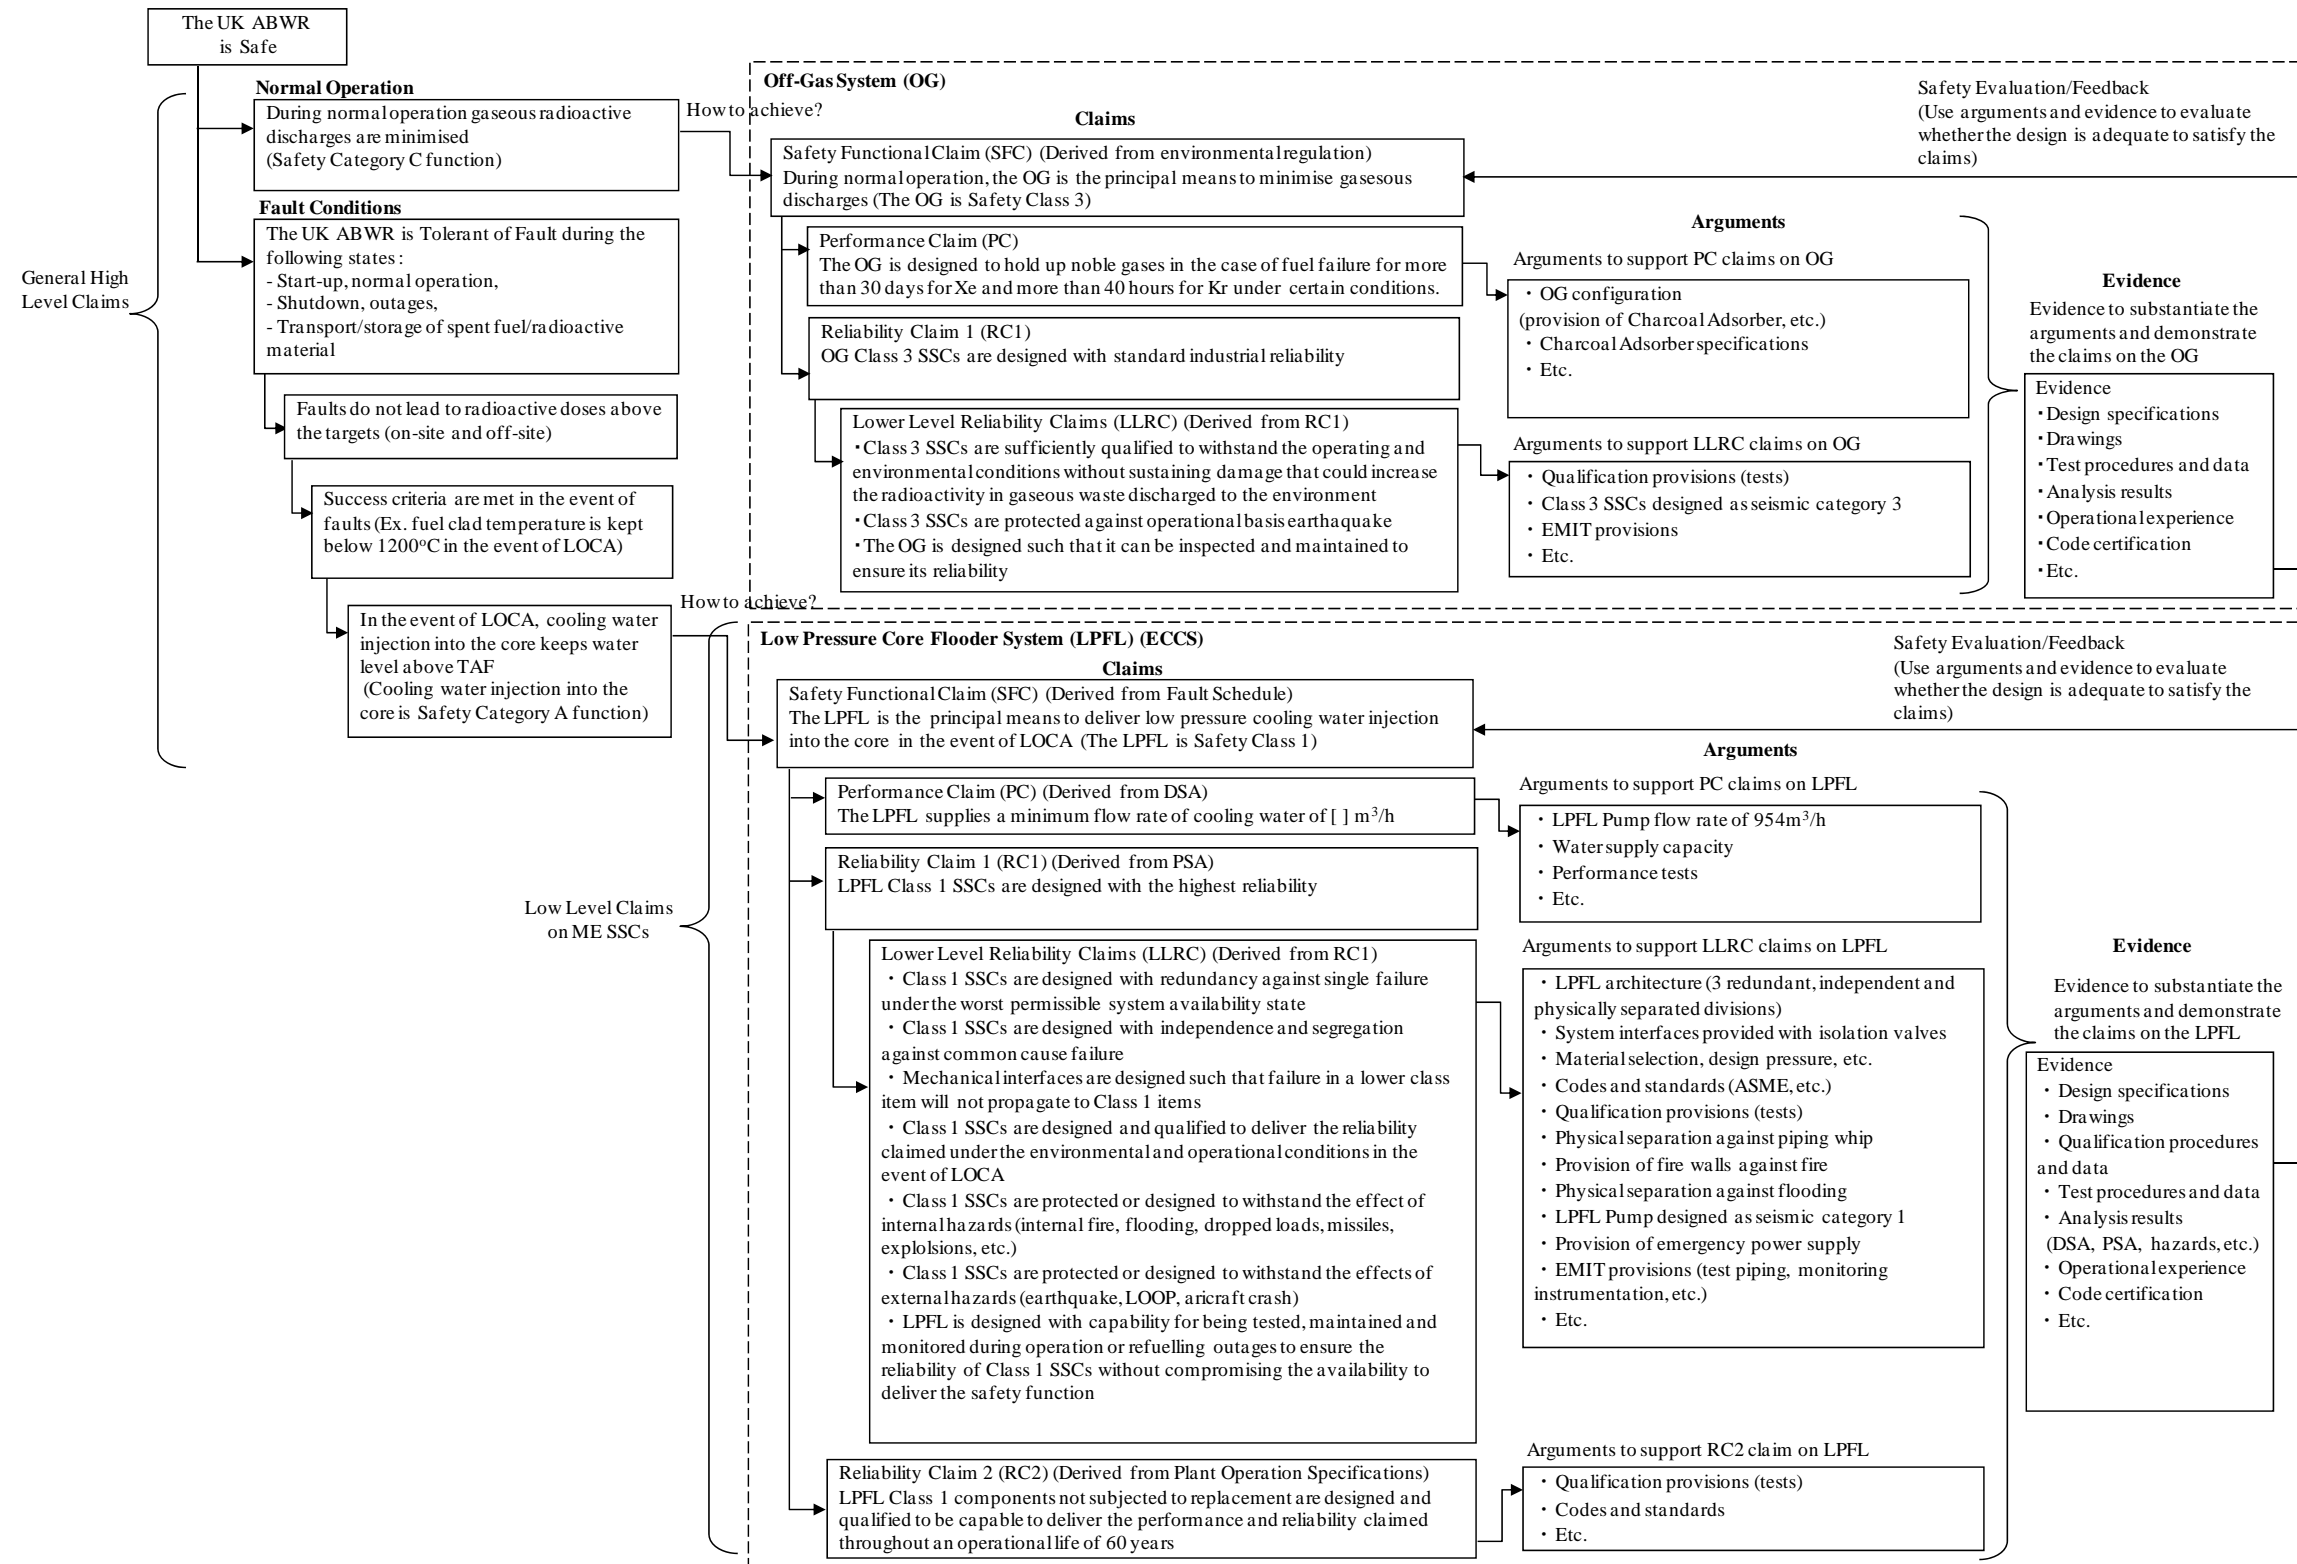 The UK ABWR
is Safe
General High
Level Claims
Normal Operation
During normal operation gaseous radioactive
discharges are minimised
(Safety Category C function)
Fault Conditions
The UK ABWR is Tolerant of Fault during the
following states :
- Start-up, normal operation,
- Shutdown, outages,
- Transport/storage of spent fuel/radioactive
material
Faults do not lead to radioactive doses above
the targets (on-site and off-site)
Success criteria are met in the event of
faults (Ex. fuel clad temperature is kept
below 1200°C in the event of LOCA)
In the event of LOCA, cooling water
injection into the core keeps water
level above TAF
(Cooling water injection into the
core is Safety Category A function)
How to achieve?
Off-Gas System (OG)
Claims
Safety Functional Claim (SFC) (Derived from environmental regulation)
During normal operation, the OG is the principal means to minimise gasesous
discharges (The OG is Safety Class 3)
Performance Claim (PC)
The OG is designed to hold up noble gases in the case of fuel failure for more
than 30 days for Xe and more than 40 hours for Kr under certain conditions.
Reliability Claim 1 (RC1)
OG Class 3 SSCs are designed with standard industrial reliability
Lower Level Reliability Claims (LLRC) (Derived from RC1)
・Class 3 SSCs are sufficiently qualified to withstand the operating and
environmental conditions without sustaining damage that could increase
the radioactivity in gaseous waste discharged to the environment
・Class 3 SSCs are protected against operational basis earthaquake
・The OG is designed such that it can be inspected and maintained to
ensure its reliability
Safety Evaluation/Feedback
(Use arguments and evidence to evaluate
whether the design is adequate to satisfy the
claims)
Arguments
Arguments to support PC claims on OG
・OG configuration
(provision of Charcoal Adsorber, etc.)
・Charcoal Adsorber specifications
・Etc.
Arguments to support LLRC claims on OG
・Qualification provisions (tests)
・Class 3 SSCs designed as seismic category 3
・EMIT provisions
・Etc.
Evidence
Evidence to substantiate the
arguments and demonstrate
the claims on the OG
Evidence
・Design specifications
・Drawings
・Test procedures and data
・Analysis results
・Operational experience
・Code certification
・Etc.
How to achieve?
Low Level Claims
on ME SSCs
Low Pressure Core Flooder System (LPFL) (ECCS)
Claims
Safety Functional Claim (SFC) (Derived from Fault Schedule)
The LPFL is the principal means to deliver low pressure cooling water injection
into the core in the event of LOCA (The LPFL is Safety Class 1)
Performance Claim (PC) (Derived from DSA)
The LPFL supplies a minimum flow rate of cooling water of [ ] m³/h
Reliability Claim 1 (RC1) (Derived from PSA)
LPFL Class 1 SSCs are designed with the highest reliability
Lower Level Reliability Claims (LLRC) (Derived from RC1)
・Class 1 SSCs are designed with redundancy against single failure
under the worst permissible system availability state
・Class 1 SSCs are designed with independence and segregation
against common cause failure
・Mechanical interfaces are designed such that failure in a lower class
item will not propagate to Class 1 items
・Class 1 SSCs are designed and qualified to deliver the reliability
claimed under the environmental and operational conditions in the
event of LOCA
・Class 1 SSCs are protected or designed to withstand the effect of
internal hazards (internal fire, flooding, dropped loads, missiles,
explolsions, etc.)
・Class 1 SSCs are protected or designed to withstand the effects of
external hazards (earthquake, LOOP, aricraft crash)
・LPFL is designed with capability for being tested, maintained and
monitored during operation or refuelling outages to ensure the
reliability of Class 1 SSCs without compromising the availability to
deliver the safety function
Reliability Claim 2 (RC2) (Derived from Plant Operation Specifications)
LPFL Class 1 components not subjected to replacement are designed and
qualified to be capable to deliver the performance and reliability claimed
throughout an operational life of 60 years
Safety Evaluation/Feedback
(Use arguments and evidence to evaluate
whether the design is adequate to satisfy the
claims)
Arguments
Arguments to support PC claims on LPFL
・LPFL Pump flow rate of 954m³/h
・Water supply capacity
・Performance tests
・Etc.
Arguments to support LLRC claims on LPFL
・LPFL architecture (3 redundant, independent and
physically separated divisions)
・System interfaces provided with isolation valves
・Material selection, design pressure, etc.
・Codes and standards (ASME, etc.)
・Qualification provisions (tests)
・Physical separation against piping whip
・Provision of fire walls against fire
・Physical separation against flooding
・LPFL Pump designed as seismic category 1
・Provision of emergency power supply
・EMIT provisions (test piping, monitoring
instrumentation, etc.)
・Etc.
Arguments to support RC2 claim on LPFL
・Qualification provisions (tests)
・Codes and standards
・Etc.
Evidence
Evidence to substantiate the
arguments and demonstrate
the claims on the LPFL
Evidence
・Design specifications
・Drawings
・Qualification procedures
and data
・Test procedures and data
・Analysis results
(DSA, PSA, hazards, etc.)
・Operational experience
・Code certification
・Etc.